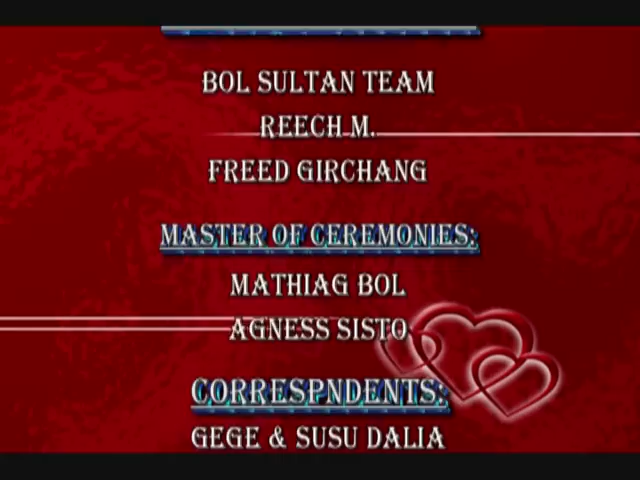 BOL SULTAN TEAM
REECH M.
FREED GIRCHANG
MASTER OF CEREMONIES:
MATHIAG BOL
AGNESS SISTO
CORRESPNDENTS:
GEGE & SUSU DALIA